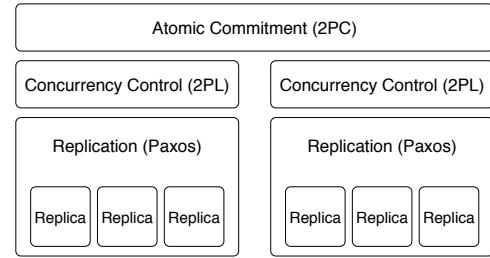 Atomic Commitment (2PC)
Concurrency Control (2PL)
Concurrency Control (2PL)
Replication (Paxos)
Replication (Paxos)
Replica Replica Replica
Replica Replica Replica